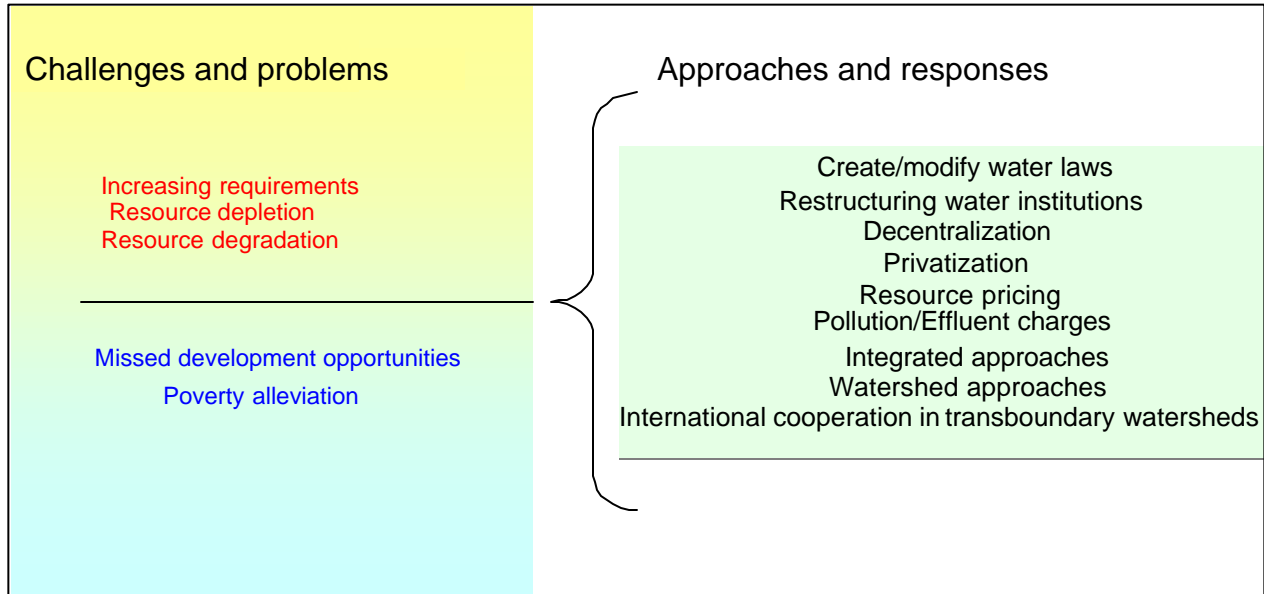 Challenges and problems
Increasing requirements
Resource depletion
Resource degradation
Missed development opportunities
Poverty alleviation
Approaches and responses
Create/modify water laws
Restructuring water institutions
Decentralization
Privatization
Resource pricing
Pollution/Effluent charges
Integrated approaches
Watershed approaches
International cooperation in transboundary watersheds